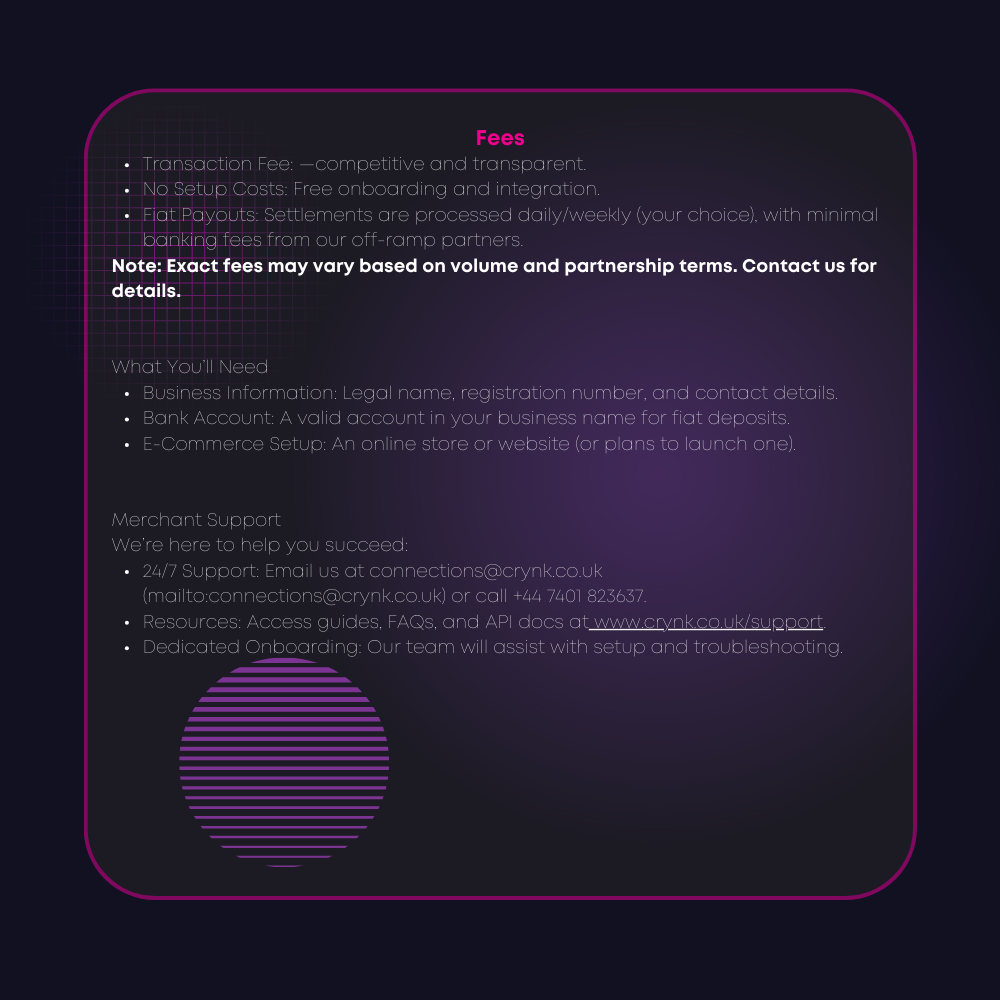 Fees
• Transaction Fee: —competitive and transparent.
• No Setup Costs: Free onboarding and integration.
• Fiat Payouts: Settlements are processed daily/weekly (your choice), with minimal
banking fees from our off-ramp partners.
Note: Exact fees may vary based on volume and partnership terms. Contact us for
details.
What You'll Need
• Business Information: Legal name, registration number, and contact details.
• Bank Account: A valid account in your business name for fiat deposits.
• E-Commerce Setup: An online store or website (or plans to launch one).
Merchant Support
We're here to help you succeed:
• 24/7 Support: Email us at connections@crynk.co.uk
(mailto:connections@crynk.co.uk) or call +44 7401 823637.
• Resources: Access guides, FAQs, and API docs at www.crynk.co.uk/support.
• Dedicated Onboarding: Our team will assist with setup and troubleshooting.